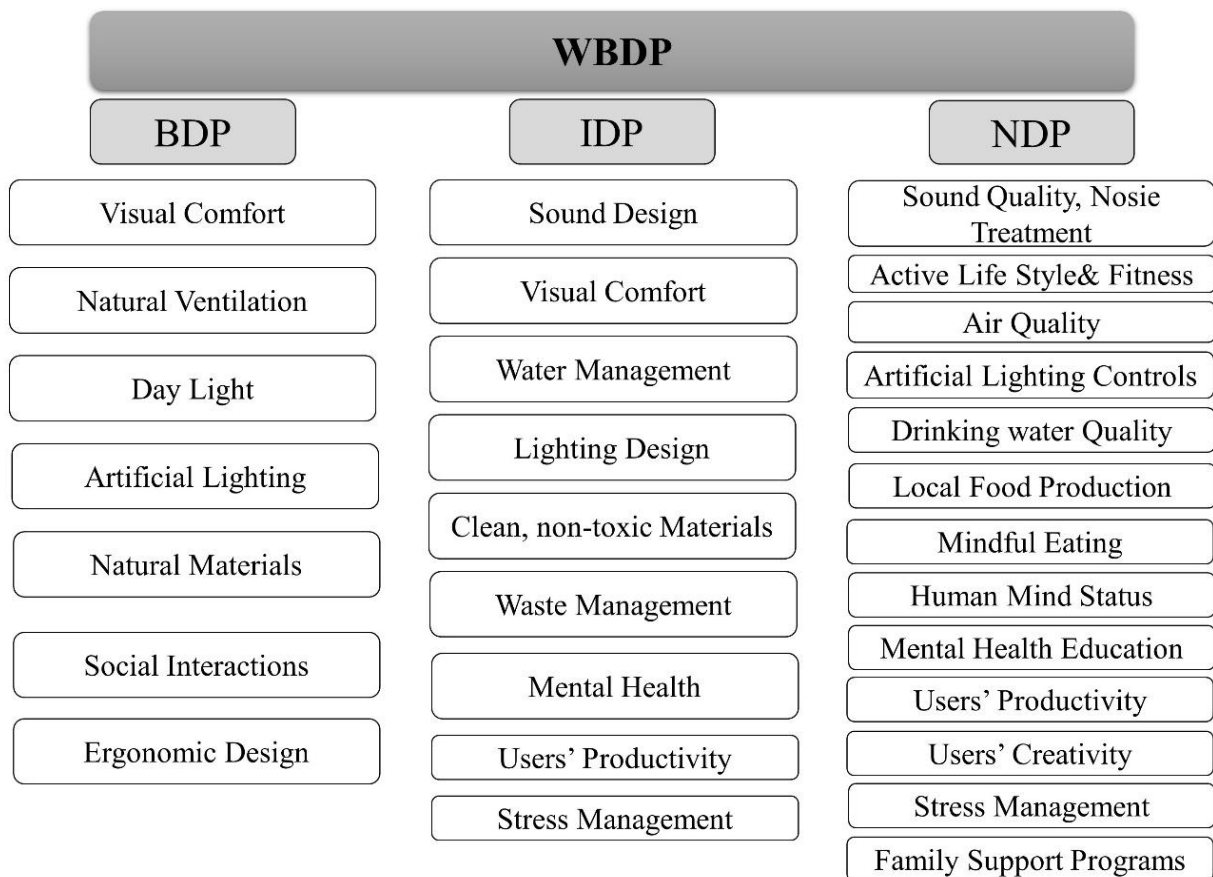 WBDP
BDP
Visual Comfort
Natural Ventilation
Day Light
Artificial Lighting
Natural Materials
Social Interactions
Ergonomic Design
IDP
Sound Design
Visual Comfort
Water Management
Lighting Design
Clean, non-toxic Materials
Waste Management
Mental Health
Users’ Productivity
Stress Management
NDP
Sound Quality, Nosie
Treatment
Active Life Style& Fitness
Air Quality
Artificial Lighting Controls
Drinking water Quality
Local Food Production
Mindful Eating
Human Mind Status
Mental Health Education
Users’ Productivity
Users’ Creativity
Stress Management
Family Support Programs